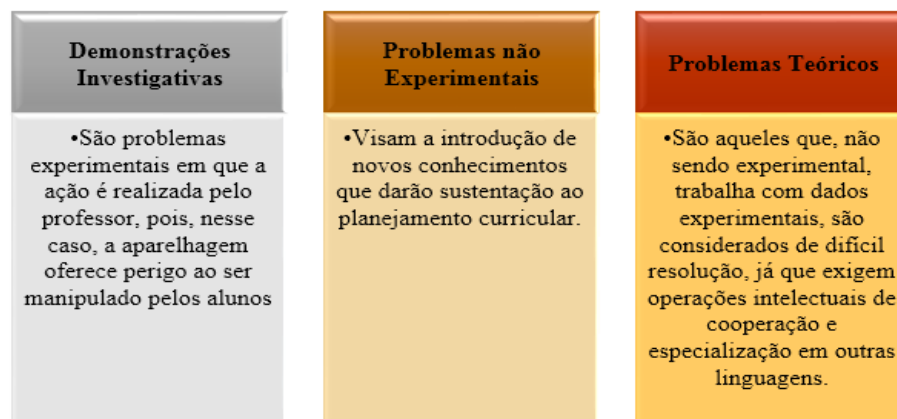 Demonstrações
Investigativas
•São problemas
experimentais em que a
ação é realizada pelo
professor, pois, nesse
caso, a aparelhagem
oferece perigo ao ser
manipulado pelos alunos
Problemas não
Experimentais
•Visam a introdução de
novos conhecimentos
que darão sustentação ao
planejamento curricular.
Problemas Teóricos
•São aqueles que, não
sendo experimental,
trabalha com dados
experimentais, são
considerados de difícil
resolução, já que exigem
operações intelectuais de
cooperação e
especialização em outras
linguagens.